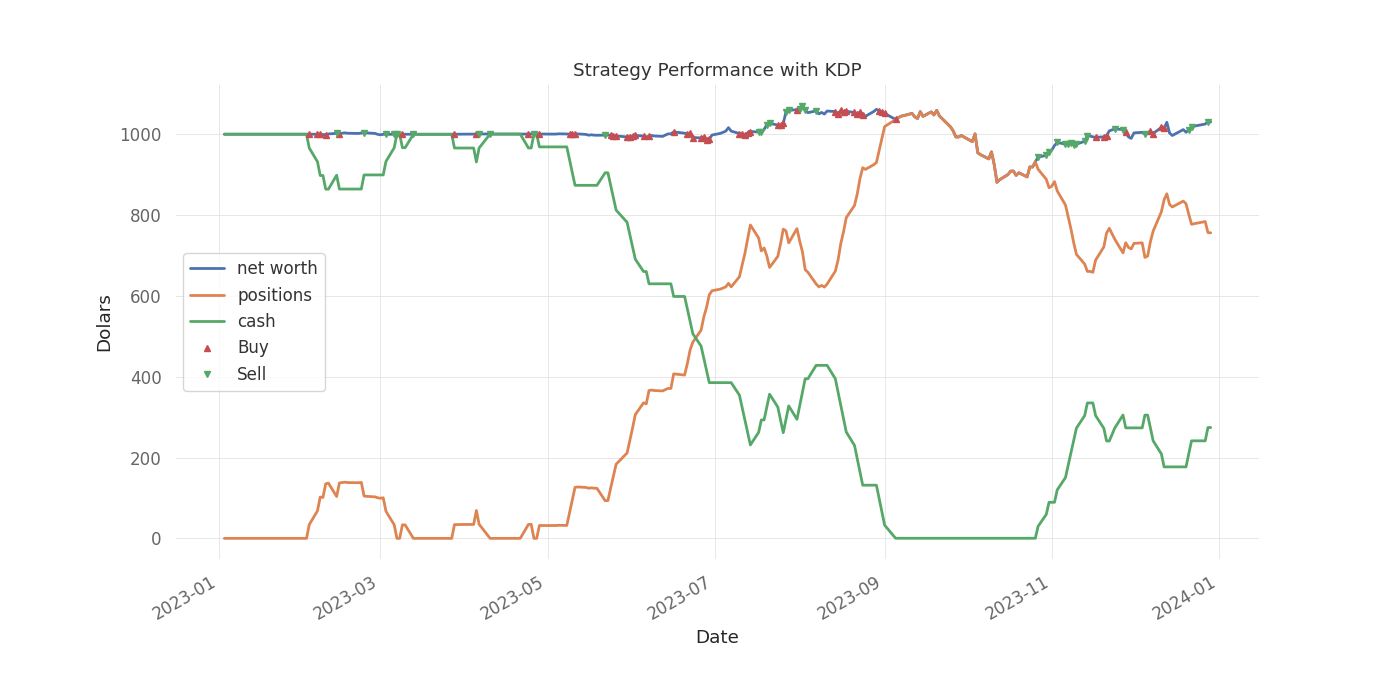 Strategy Performance with KDP
Dolars
1000
800
600
400
200
0
net worth
positions
cash
Buy
Sell
2023-01
2023-03
2023-05
2023-07
2023-09
2023-11
2024-01
Date